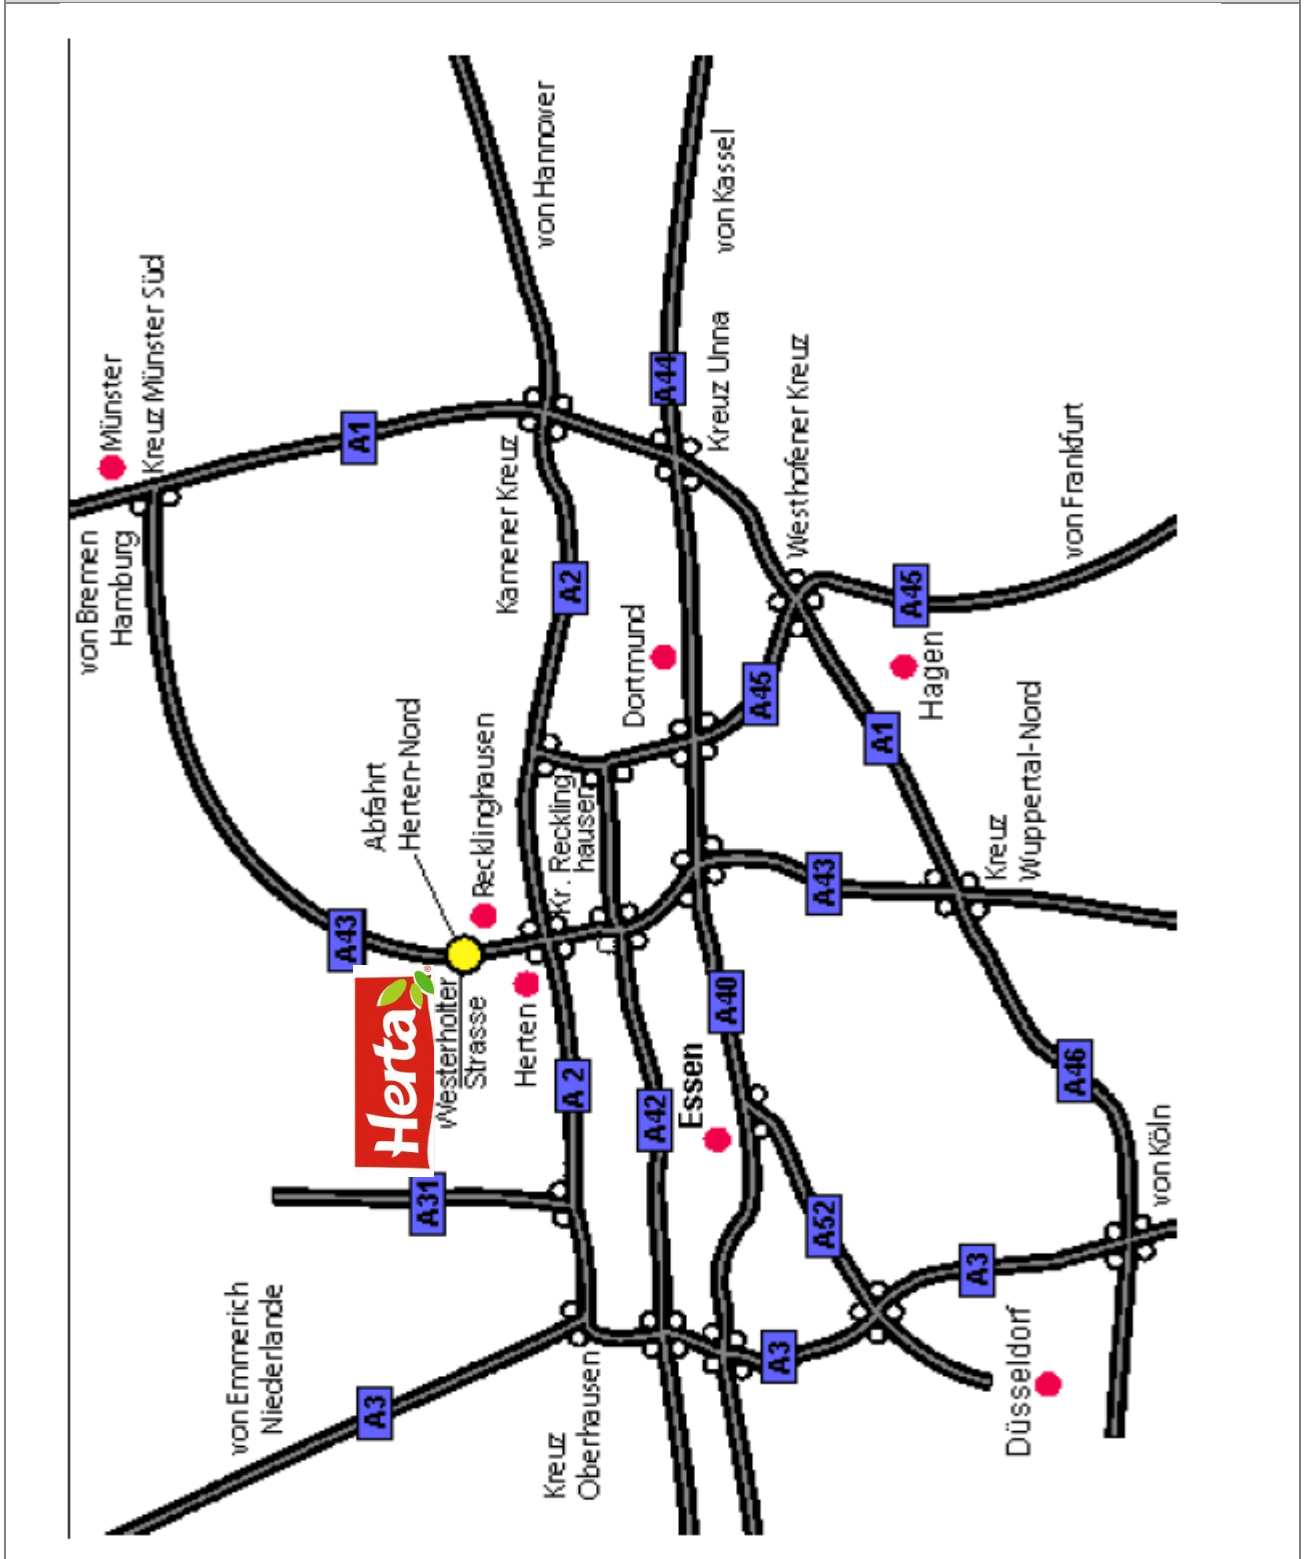 von Emmerich
Niederlande
A3
Kreuz
Oberhausen
A31
Herta
Westerholter
Strasse
Herten
A 2
A42
Essen
A3
A52
Düsseldorf
A3
von Köln
A46
A40
A43
Abfahrt
Herten-Nord
Recklinghausen
Kr. Reckling
hausen
A43
Kreuz
Wuppertal-Nord
A1
Hagen
A45
Dortmund
A45
A2
Kamener Kreuz
von Bremen
Hamburg
Münster
Kreuz Münster Süd
A1
von Hannover
von Kassel
A44
Kreuz Unna
Westhofener Kreuz
von Frankfurt